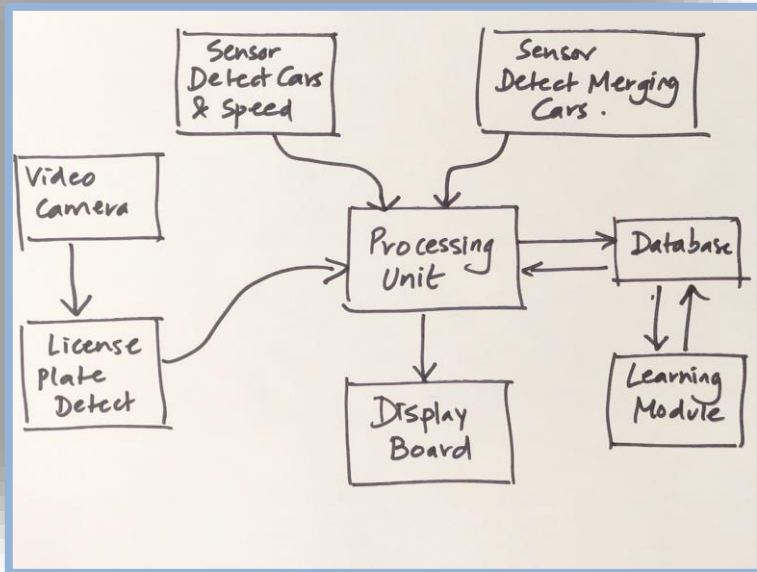 Sensor
Detect Cars
& Speed
Sensor
Detect Merging
Cars.
Video
Camera
Processing
Unit
Database
License
Plate
Detect
Display
Board
Learning
Module